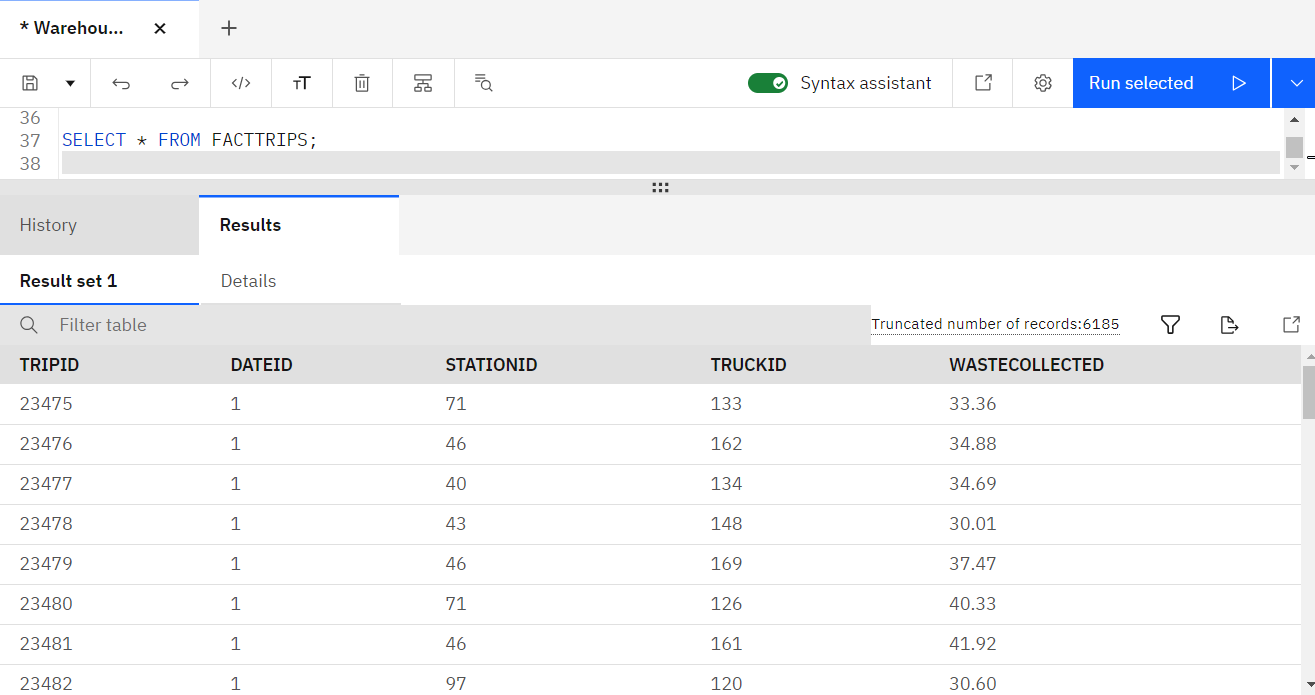 * Warehou...
Syntax assistant
Run selected
36
37 SELECT * FROM FACTTRIPS;
38
History Results
Result set 1 Details
Filter table
Truncated number of records:6185
TRIPID DATEID STATIONID TRUCKID WASTECOLLECTED
23475 1 71 133 33.36
23476 1 46 162 34.88
23477 1 40 134 34.69
23478 1 43 148 30.01
23479 1 46 169 37.47
23480 1 71 126 40.33
23481 1 46 161 41.92
23482 1 97 120 30.60